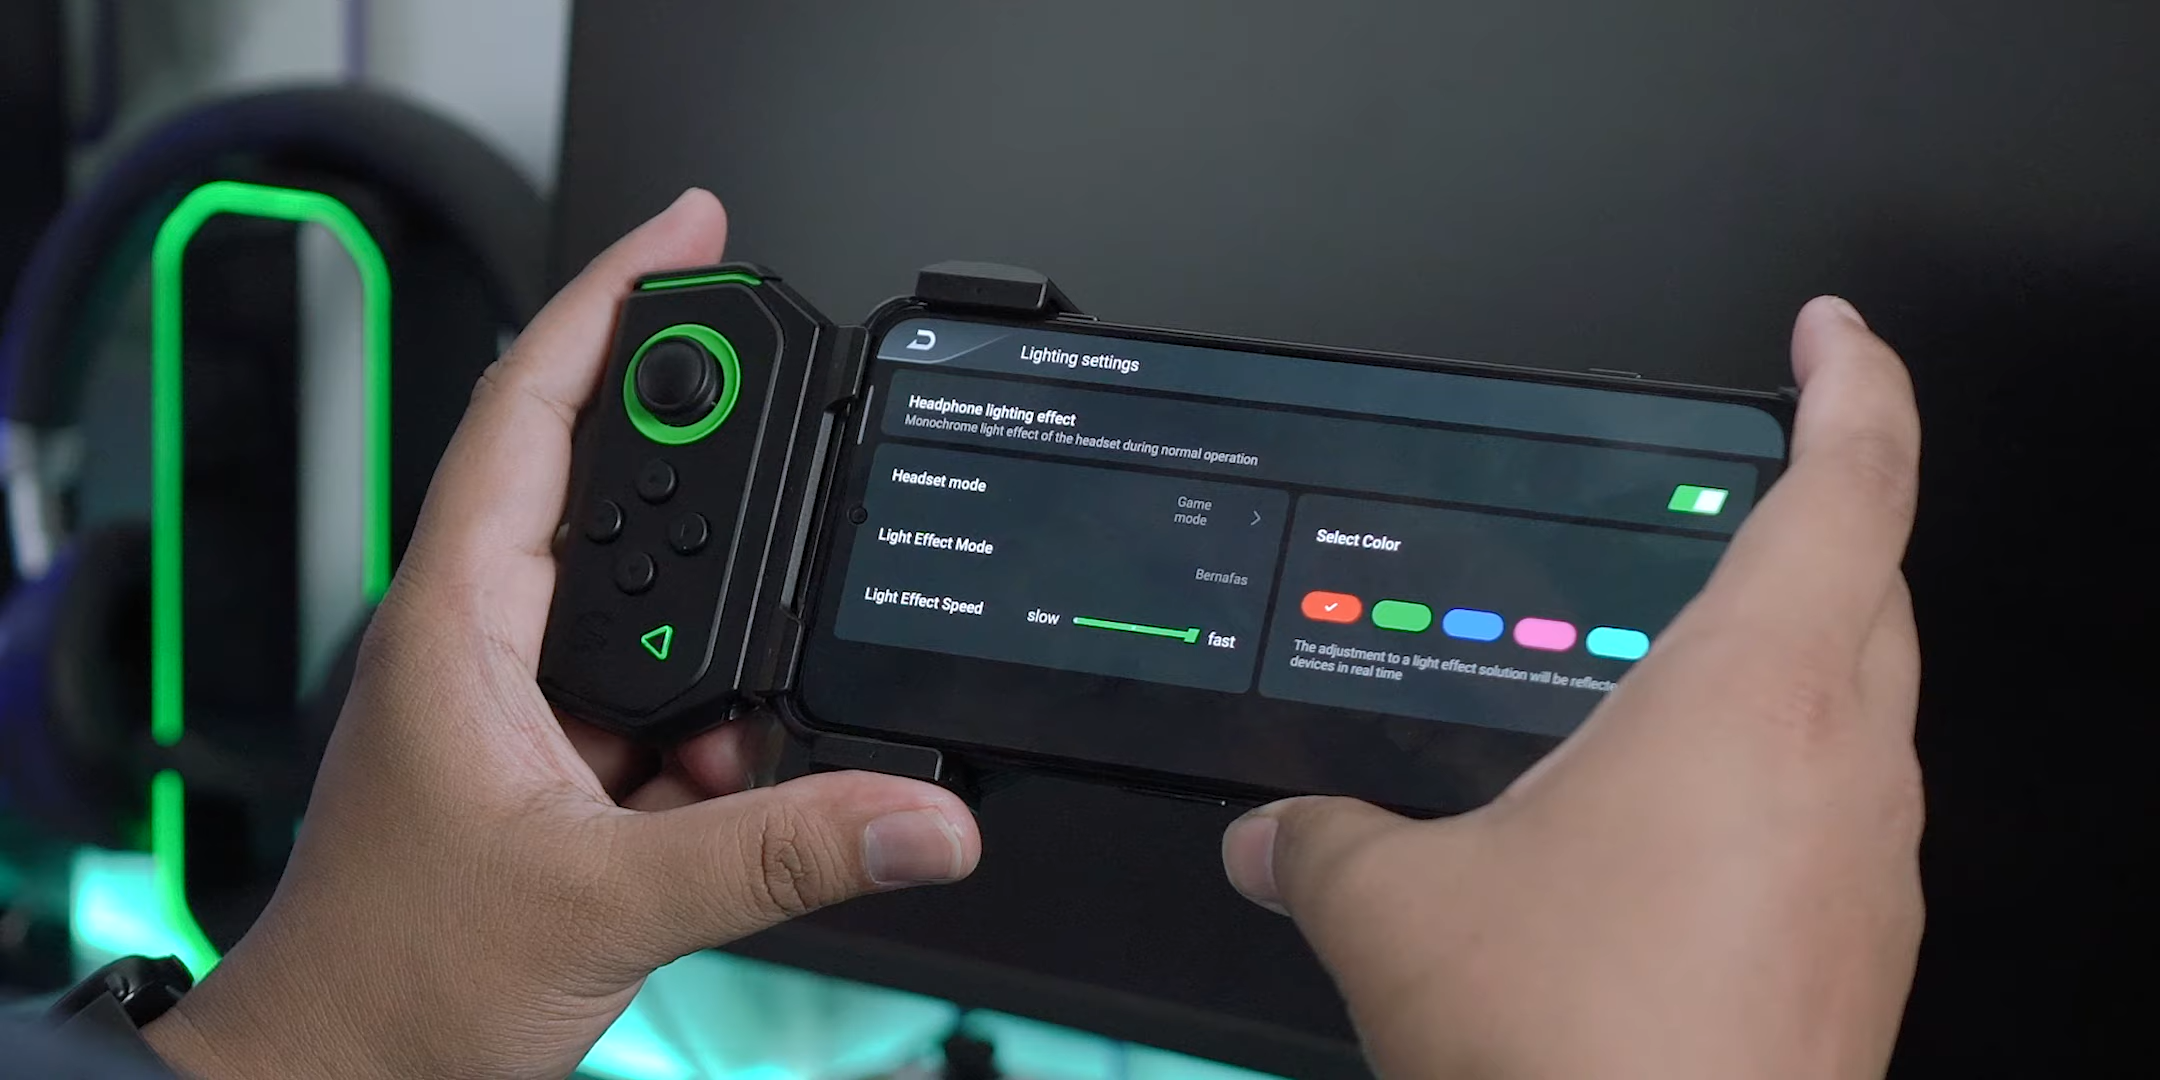 Lighting settings
Headphone lighting effect
Monochrome light effect of the headset during normal operation
Headset mode
Game
mode
Light Effect Mode
Bernafas
Light Effect Speed
slow
fast
Select Color
The adjustment to a light effect solution will be reflecte
devices in real time